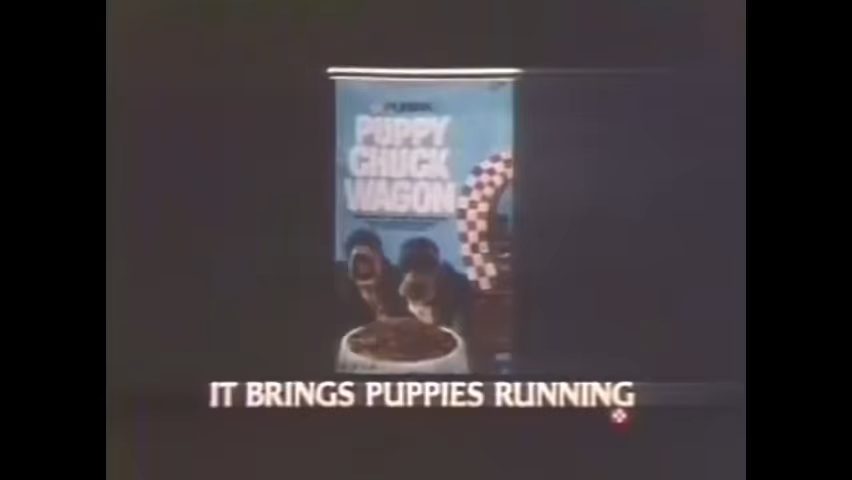 PURINA
PUPPY
CHUCK
WAGON
IT BRINGS PUPPIES RUNNING